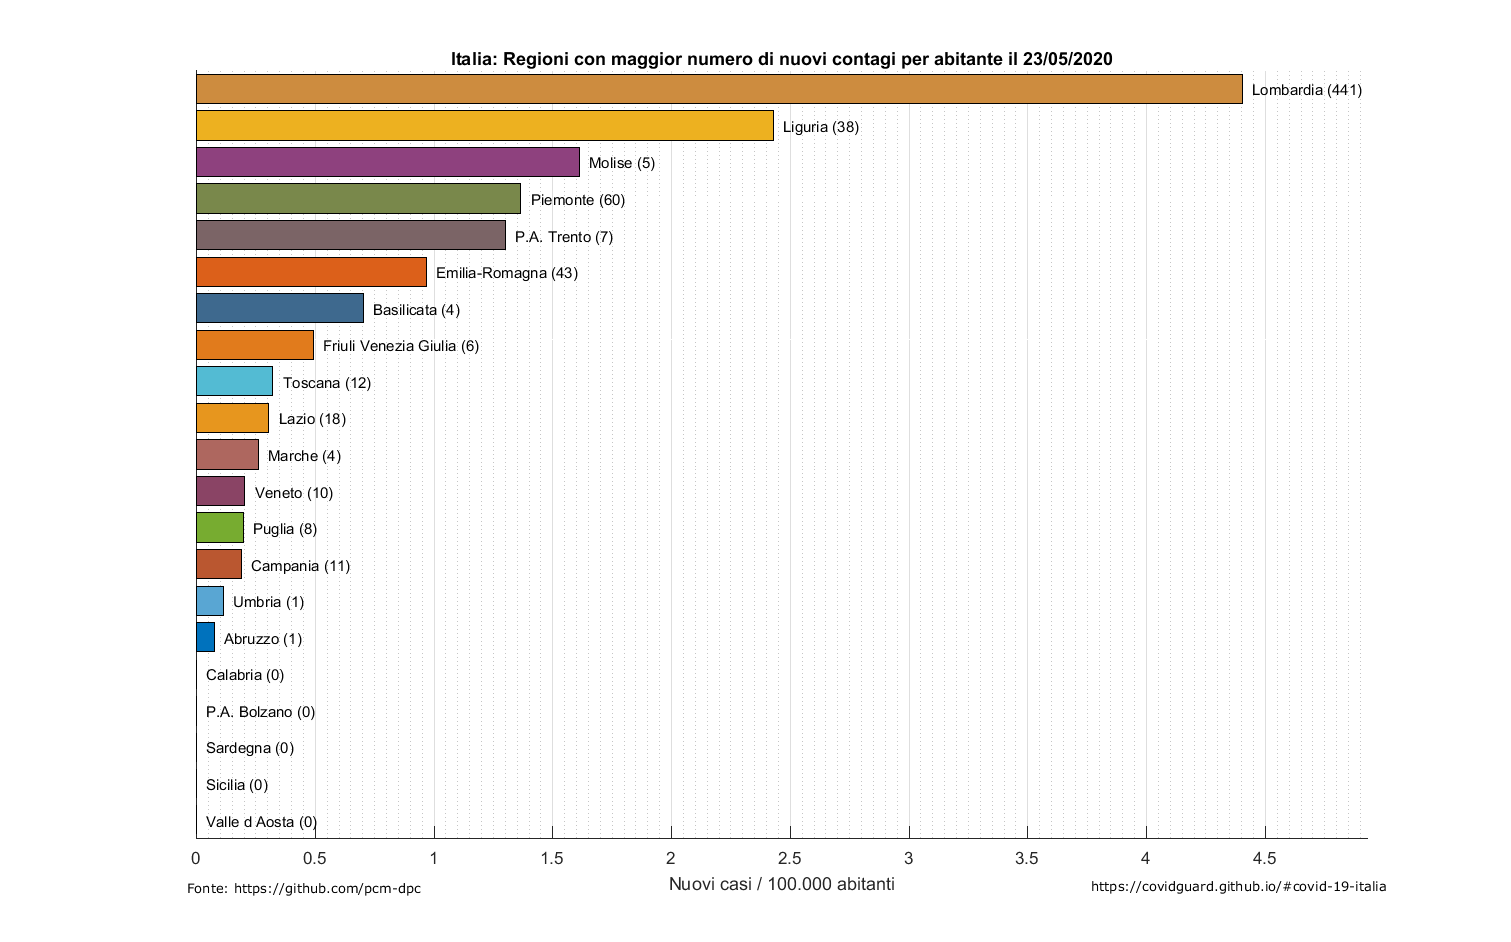 Italia: Regioni con maggior numero di nuovi contagi per abitante il 23/05/2020
Lombardia (441)
Liguria (38)
Molise (5)
Piemonte (60)
P.A. Trento (7)
Emilia-Romagna (43)
Basilicata (4)
Friuli Venezia Giulia (6)
Toscana (12)
Lazio (18)
Marche (4)
Veneto (10)
Puglia (8)
Campania (11)
Umbria (1)
Abruzzo (1)
Calabria (0)
P.A. Bolzano (0)
Sardegna (0)
Sicilia (0)
Valle d Aosta (0)
0 0.5 1 1.5 2 2.5 3 3.5 4 4.5
Nuovi casi / 100.000 abitanti
Fonte: https://github.com/pcm-dpc
https://covidguard.github.io/#covid-19-italia